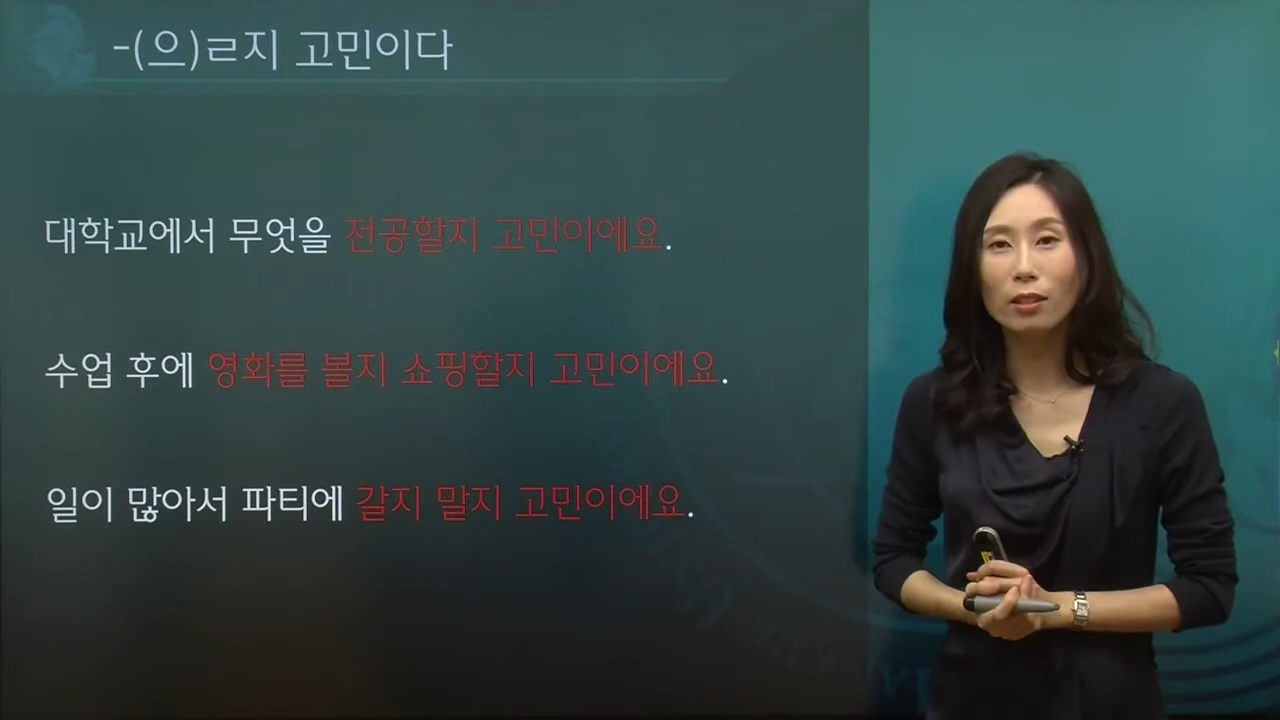 -(으)ㄹ지 고민이다
대학교에서 무엇을 전공할지 고민이에요.
수업 후에 영화를 볼지 쇼핑할지 고민이에요.
일이 많아서 파티에 갈지 말지 고민이에요.